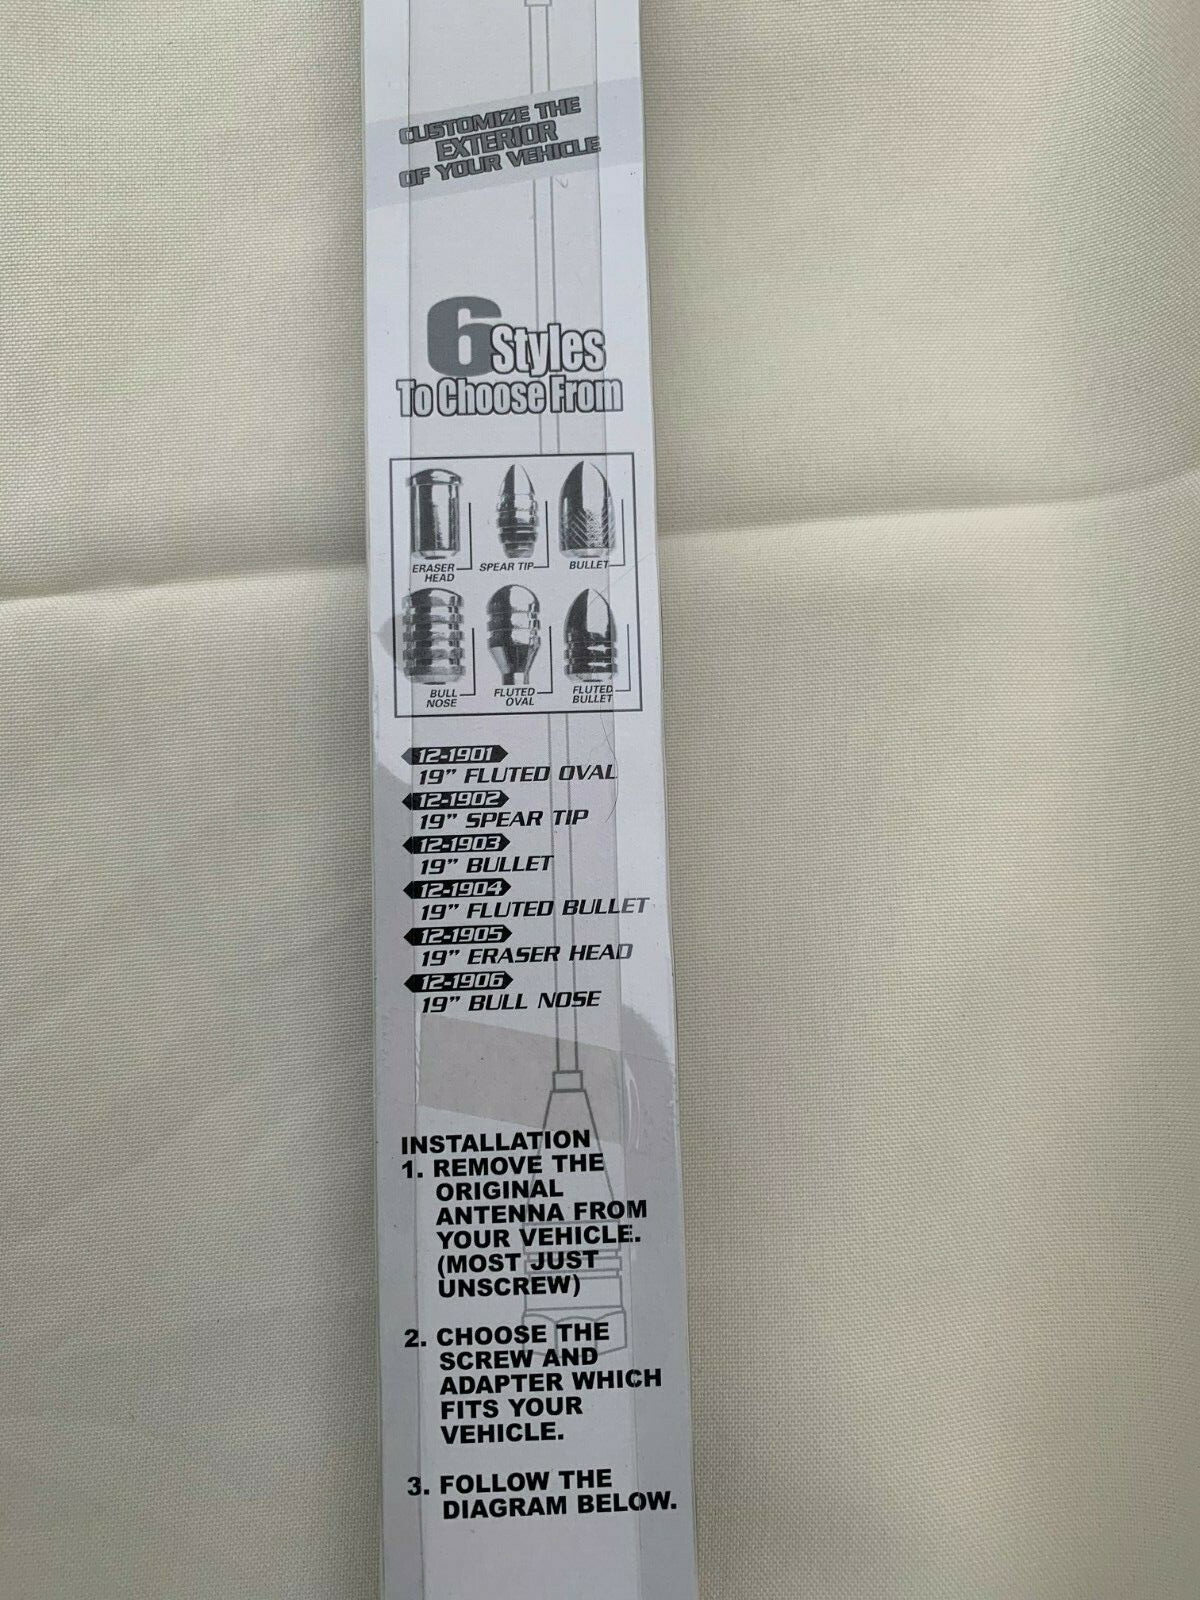 CUSTOMIZE THE
EXTERIOR
OF YOUR VEHICLE
6 Styles
To Choose From
ERASER
HEAD
SPEAR TIP
BULLET
BULL
NOSE
FLUTED
OVAL
FLUTED
BULLET
12-1901
19" FLUTED OVAL
12-1902
19" SPEAR TIP
12-1903
19" BULLET
12-1904
19" FLUTED BULLET
12-1905
19" ERASER HEAD
12-1906
19" BULL NOSE
INSTALLATION
1. REMOVE THE
ORIGINAL
ANTENNA FROM
YOUR VEHICLE.
(MOST JUST
UNSCREW)
2. CHOOSE THE
SCREW AND
ADAPTER WHICH
FITS YOUR
VEHICLE.
3. FOLLOW THE
DIAGRAM BELOW.